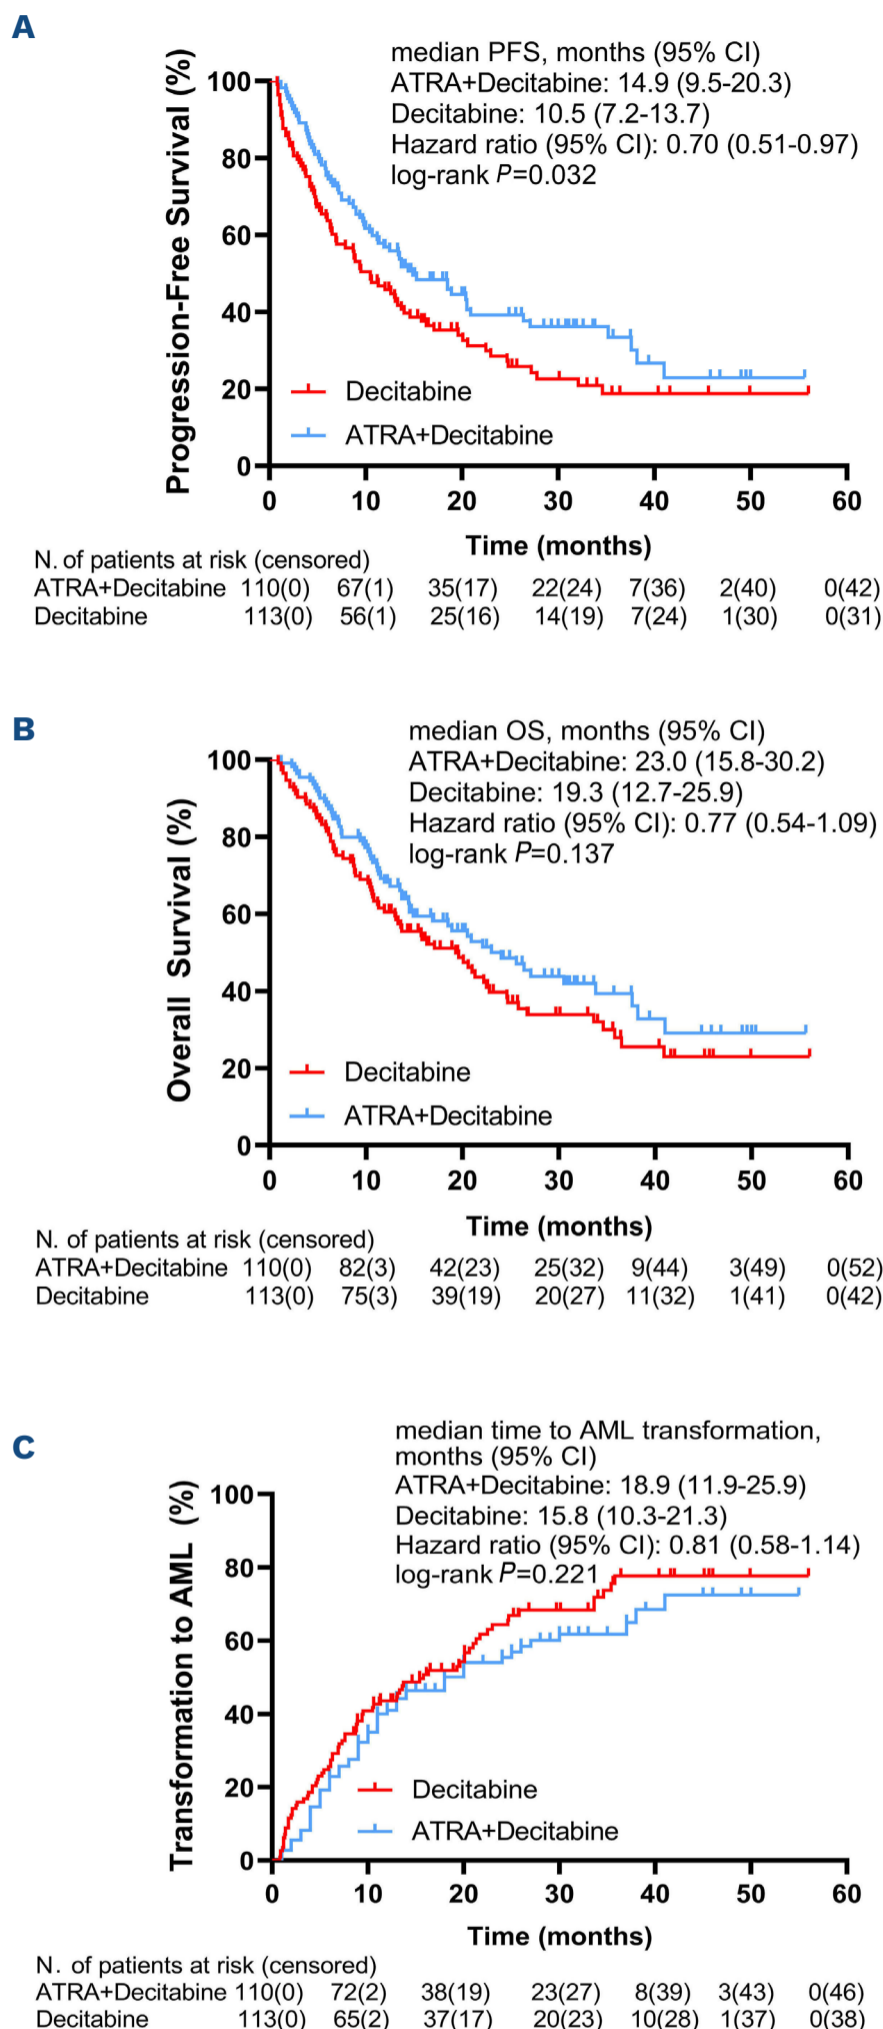 A
median PFS, months (95% CI)
ATRA+Decitabine: 14.9 (9.5-20.3)
Decitabine: 10.5 (7.2-13.7)
Hazard ratio (95% CI): 0.70 (0.51-0.97)
log-rank P=0.032
Progression-Free Survival (%)
100
80
60
40
20
0
Decitabine
ATRA+Decitabine
0 10 20 30 40 50 60
Time (months)
N. of patients at risk (censored)
ATRA+Decitabine 110(0) 67(1) 35(17) 22(24) 7(36) 2(40) 0(42)
Decitabine 113(0) 56(1) 25(16) 14(19) 7(24) 1(30) 0(31)
B
median OS, months (95% CI)
ATRA+Decitabine: 23.0 (15.8-30.2)
Decitabine: 19.3 (12.7-25.9)
Hazard ratio (95% CI): 0.77 (0.54-1.09)
log-rank P=0.137
Overall Survival (%)
100
80
60
40
20
0
Decitabine
ATRA+Decitabine
0 10 20 30 40 50 60
Time (months)
N. of patients at risk (censored)
ATRA+Decitabine 110(0) 82(3) 42(23) 25(32) 9(44) 3(49) 0(52)
Decitabine 113(0) 75(3) 39(19) 20(27) 11(32) 1(41) 0(42)
C
median time to AML transformation,
months (95% CI)
ATRA+Decitabine: 18.9 (11.9-25.9)
Decitabine: 15.8 (10.3-21.3)
Hazard ratio (95% CI): 0.81 (0.58-1.14)
log-rank P=0.221
Transformation to AML (%)
100
80
60
40
20
0
Decitabine
ATRA+Decitabine
0 10 20 30 40 50 60
Time (months)
N. of patients at risk (censored)
ATRA+Decitabine 110(0) 72(2) 38(19) 23(27) 8(39) 3(43) 0(46)
Decitabine 113(0) 65(2) 37(17) 20(23) 10(28) 1(37) 0(38)